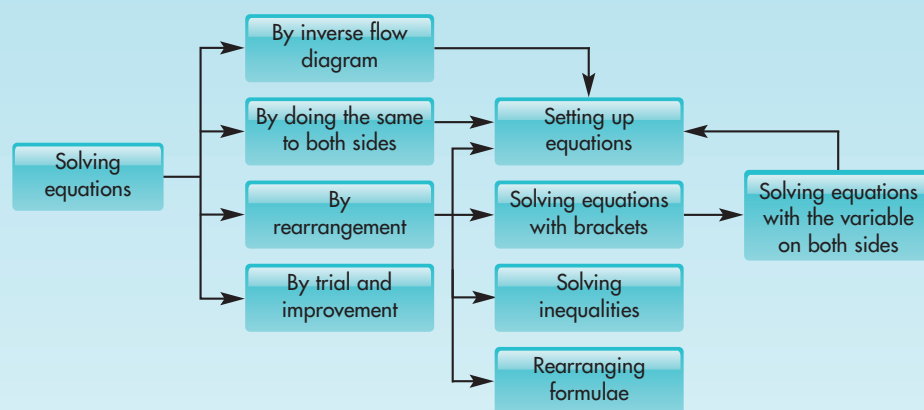 Solving
equations
By inverse flow
diagram
By doing the same
to both sides
By
rearrangement
By trial and
improvement
Setting up
equations
Solving equations
with brackets
Solving
inequalities
Rearranging
formulae
Solving equations
with the variable
on both sides